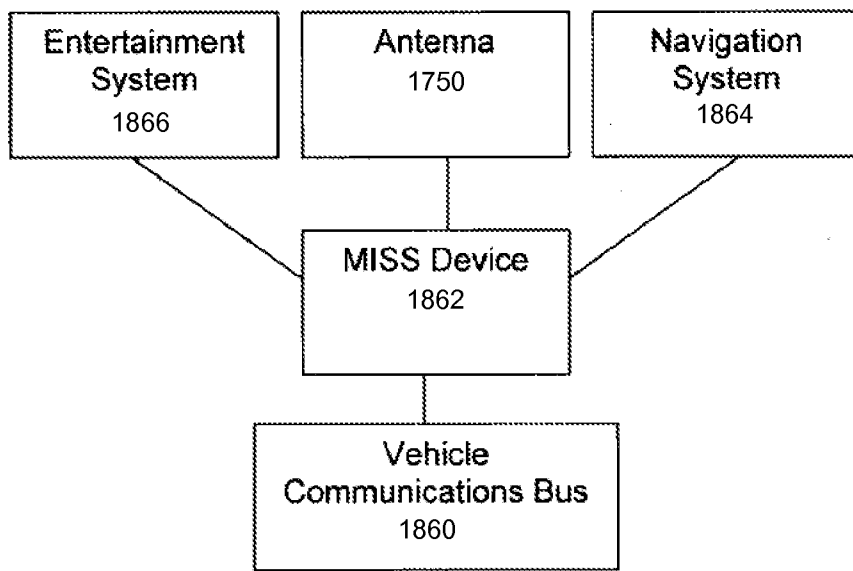 Entertainment
System
1866
Antenna
1750
Navigation
System
1864
MISS Device
1862
Vehicle
Communications Bus
1860